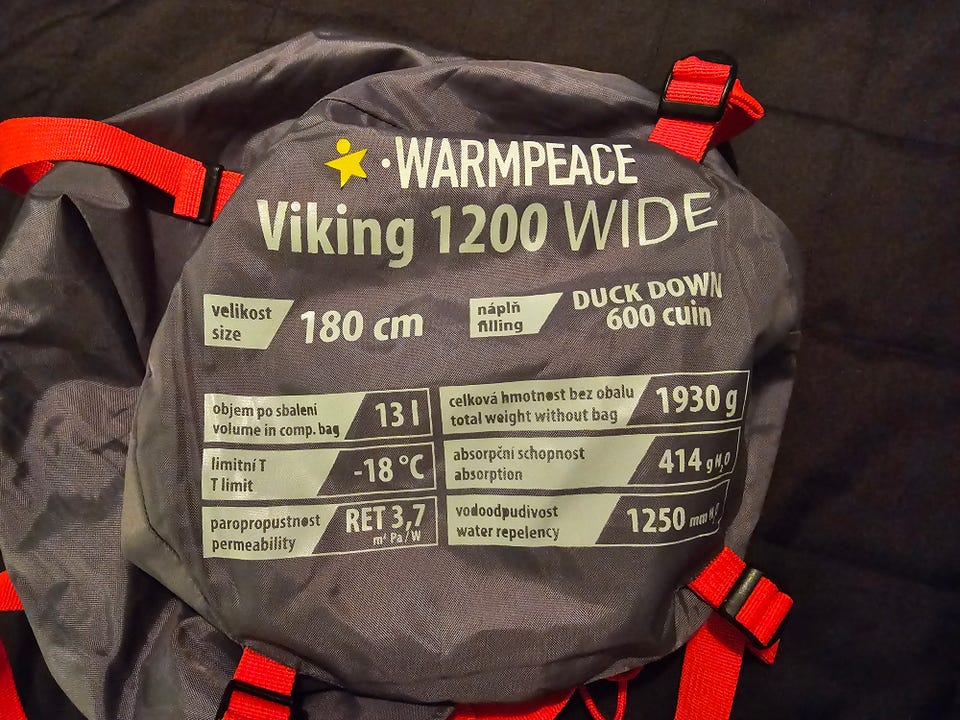 ·WARMPEACE
Viking 1200 WIDE
velikost
size
180 cm
náplň
filling
DUCK DOWN
600 cuin
objem po sbalení
volume in comp. bag
13 l
celková hmotnost bez obalu
total weight without bag
1930 g
limitní T
T limit
-18 °C
absorpční schopnost
absorption
414 g H₂O
paropropustnost
permeability
RET 3,7
m² Pa/W
vodoodpudivost
water repelency
1250 mm H₂O